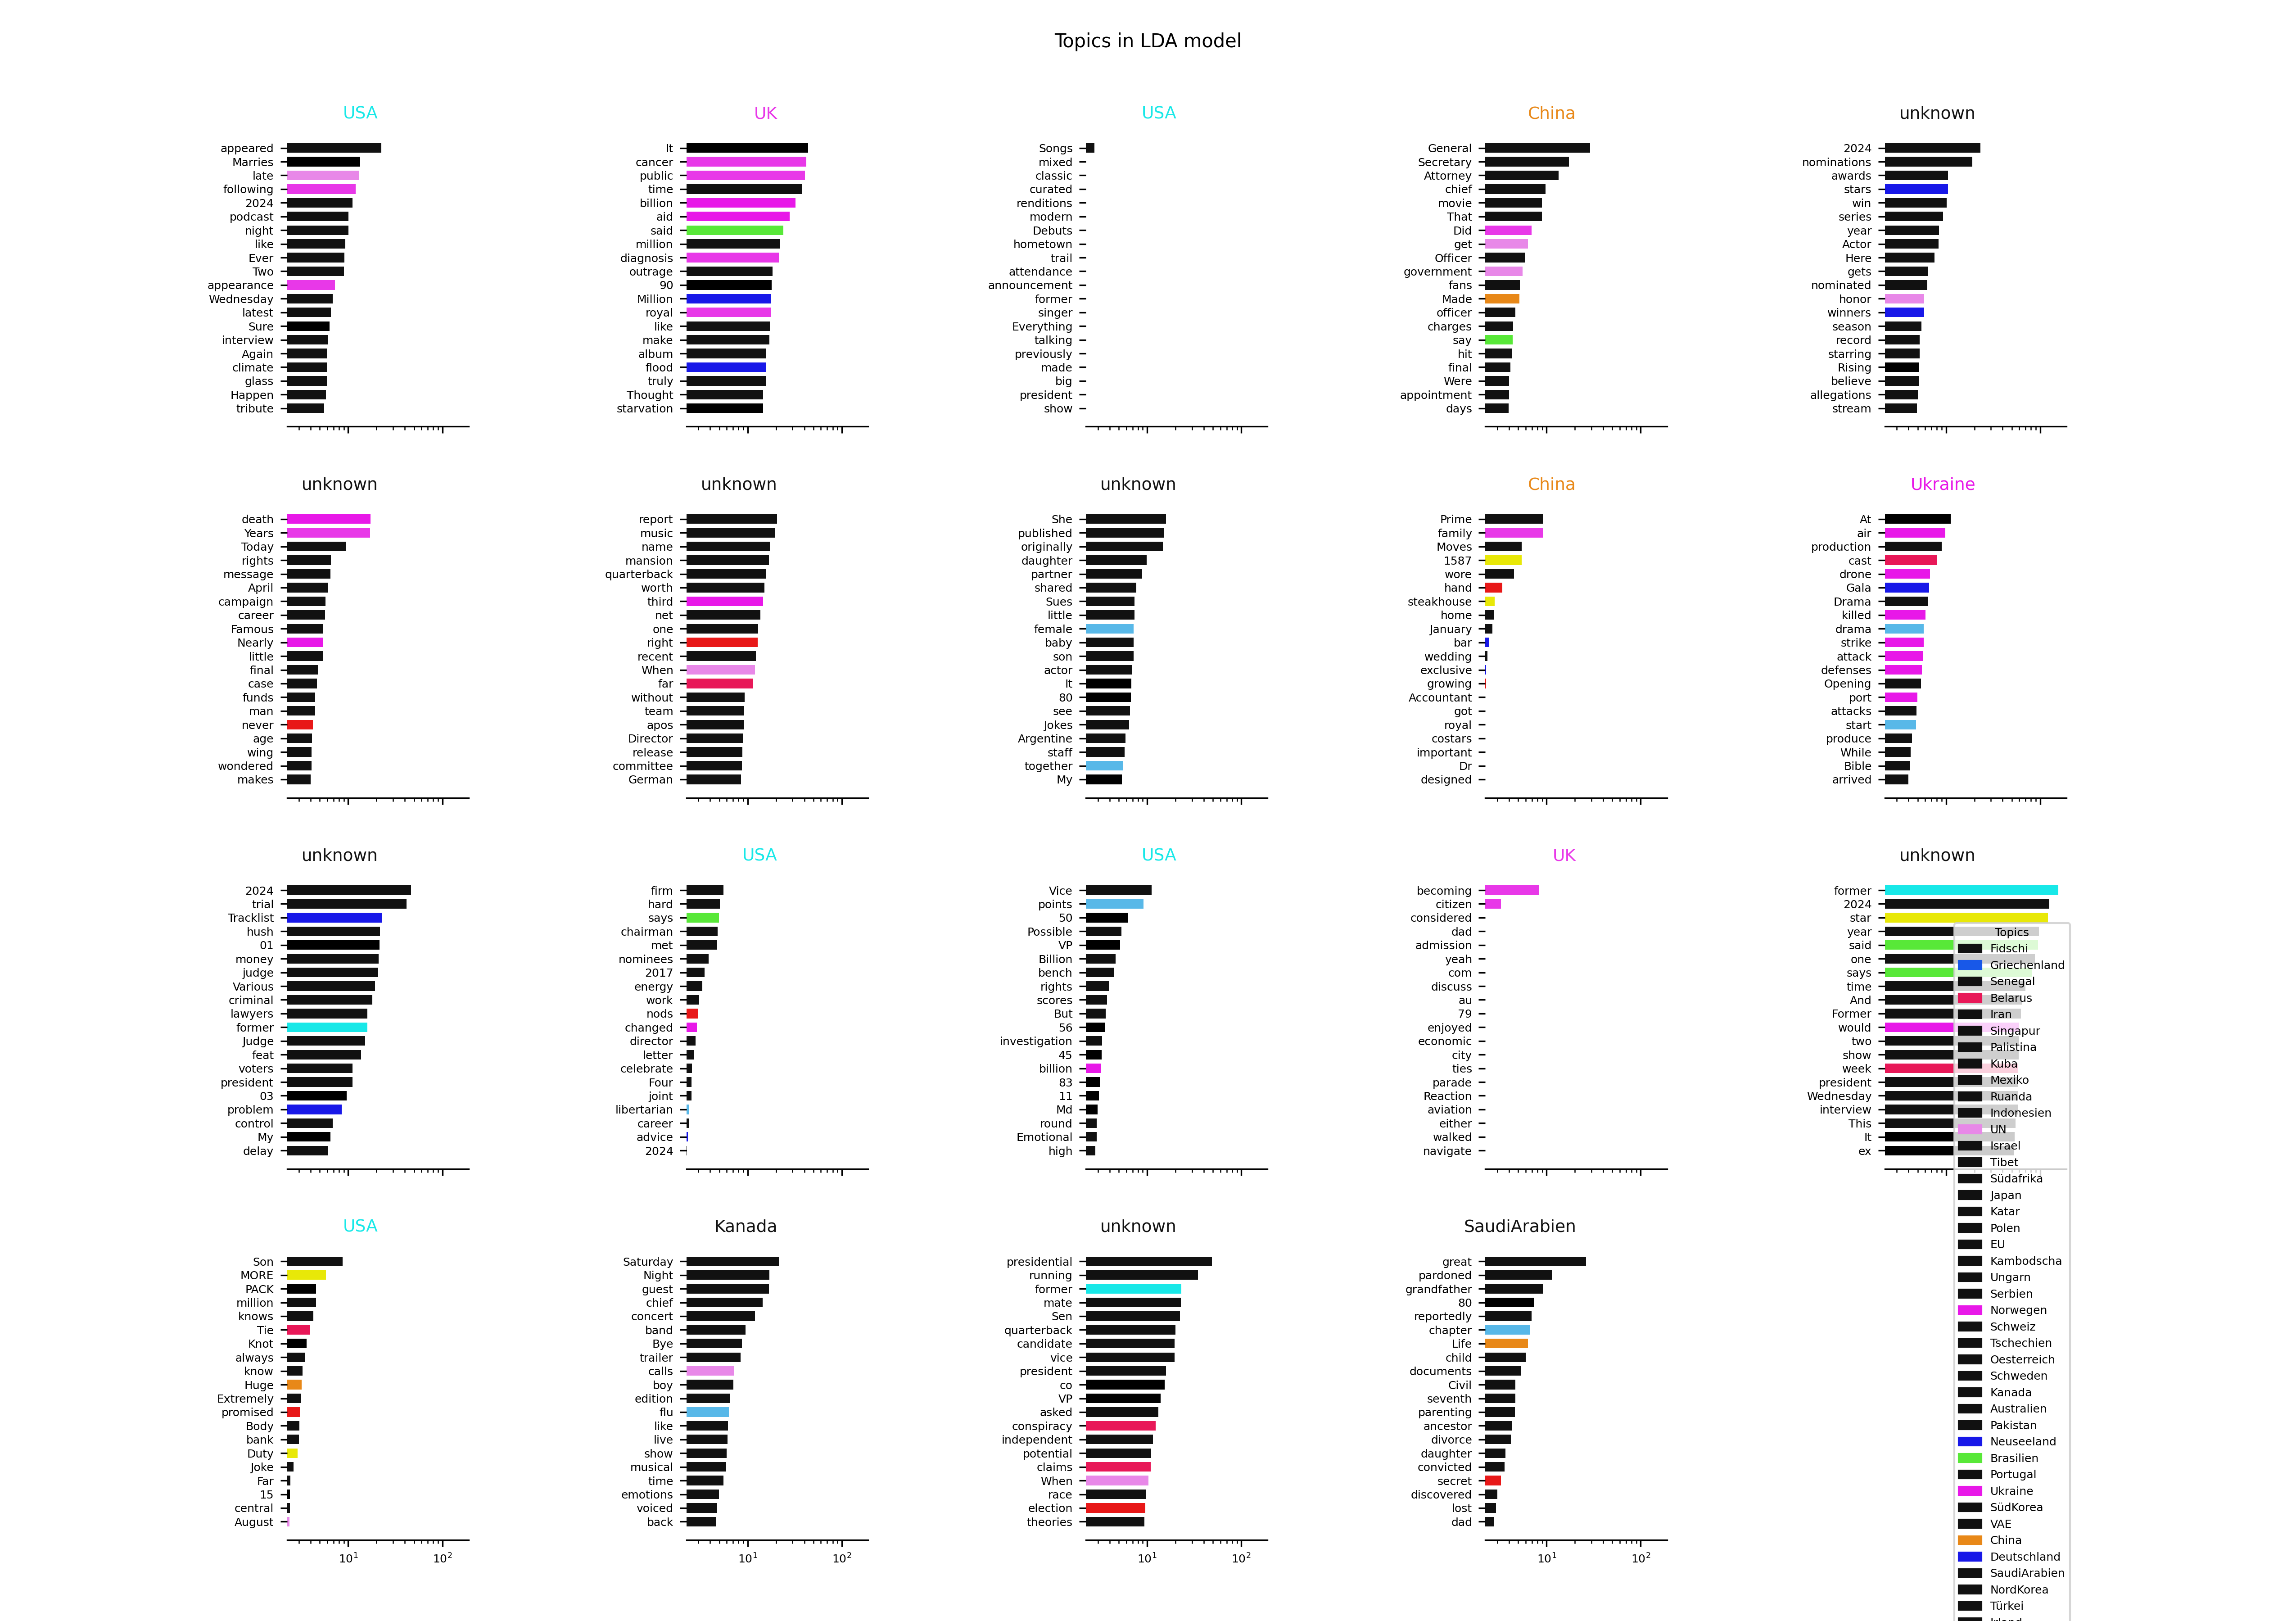 Topics in LDA model
USA
appeared
Marries
late
following
2024
podcast
night
like
Ever
Two
appearance
Wednesday
latest
Sure
interview
Again
climate
glass
Happen
tribute
UK
It
cancer
public
time
billion
aid
said
million
diagnosis
outrage
90
Million
royal
like
make
album
flood
truly
Thought
starvation
USA
Songs
mixed
classic
curated
renditions
modern
Debuts
hometown
trail
attendance
announcement
former
singer
Everything
talking
previously
made
big
president
show
China
General
Secretary
Attorney
chief
movie
That
Did
get
Officer
government
fans
Made
officer
charges
say
hit
final
Were
appointment
days
unknown
2024
nominations
awards
stars
win
series
year
Actor
Here
gets
nominated
honor
winners
season
record
starring
Rising
believe
allegations
stream
unknown
death
Years
Today
rights
message
April
campaign
career
Famous
Nearly
little
final
case
funds
man
never
age
wing
wondered
makes
unknown
report
music
name
mansion
quarterback
worth
third
net
one
right
recent
When
far
without
team
apos
Director
release
committee
German
unknown
She
published
originally
daughter
partner
shared
Sues
little
female
baby
son
actor
It
80
see
Jokes
Argentine
staff
together
My
China
Prime
family
Moves
1587
wore
hand
steakhouse
home
January
bar
wedding
exclusive
growing
Accountant
got
royal
costars
important
Dr
designed
Ukraine
At
air
production
cast
drone
Gala
Drama
killed
drama
strike
attack
defenses
Opening
port
attacks
start
produce
While
Bible
arrived
unknown
2024
trial
Tracklist
hush
01
money
judge
Various
criminal
lawyers
former
Judge
feat
voters
president
03
problem
control
My
delay
USA
firm
hard
says
chairman
met
nominees
2017
energy
work
nods
changed
director
letter
celebrate
Four
joint
libertarian
career
advice
2024
USA
Vice
points
50
Possible
VP
Billion
bench
rights
scores
But
56
investigation
45
billion
83
11
Md
round
Emotional
high
UK
becoming
citizen
considered
dad
admission
yeah
com
discuss
au
79
enjoyed
economic
city
ties
parade
Reaction
aviation
either
walked
navigate
unknown
former
2024
star
year
said
one
says
time
And
Former
would
two
show
week
president
Wednesday
interview
This
It
ex
USA
Son
MORE
PACK
million
knows
Tie
Knot
always
know
Huge
Extremely
promised
Body
bank
Duty
Joke
Far
15
central
August
10¹ 10²
Kanada
Saturday
Night
guest
chief
concert
band
Bye
trailer
calls
boy
edition
flu
like
live
show
musical
time
emotions
voiced
back
10¹ 10²
unknown
presidential
running
former
mate
Sen
quarterback
candidate
vice
president
co
VP
asked
conspiracy
independent
potential
claims
When
race
election
theories
10¹ 10²
SaudiArabien
great
pardoned
grandfather
80
reportedly
chapter
Life
child
documents
Civil
seventh
parenting
ancestor
divorce
daughter
convicted
secret
discovered
lost
dad
10¹ 10²
Topics
Fidschi
Griechenland
Senegal
Belarus
Iran
Singapur
Palistina
Kuba
Mexiko
Ruanda
Indonesien
UN
Israel
Tibet
Südafrika
Japan
Katar
Polen
EU
Kambodscha
Ungarn
Serbien
Norwegen
Schweiz
Tschechien
Oesterreich
Schweden
Kanada
Australien
Pakistan
Neuseeland
Brasilien
Portugal
Ukraine
SüdKorea
VAE
China
Deutschland
SaudiArabien
NordKorea
Türkei